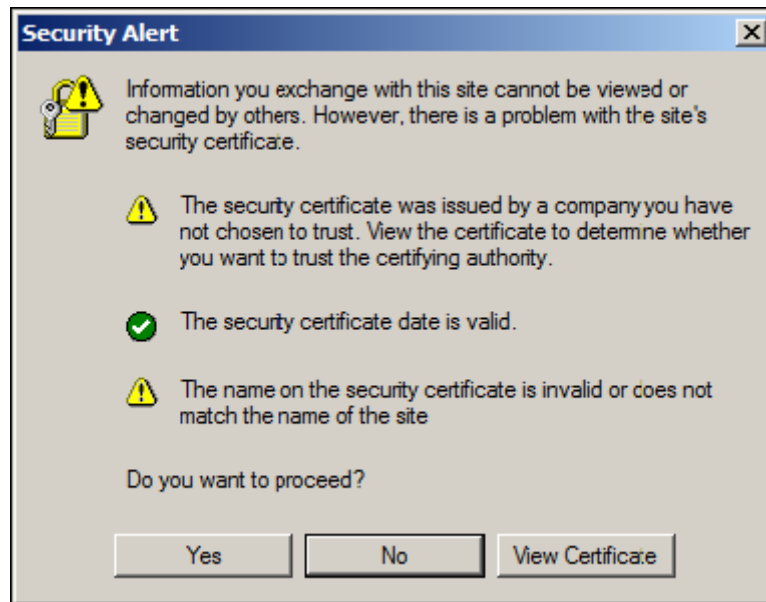 Security Alert
Information you exchange with this site cannot be viewed or
changed by others. However, there is a problem with the site's
security certificate.
The security certificate was issued by a company you have
not chosen to trust. View the certificate to determine whether
you want to trust the certifying authority.
The security certificate date is valid.
The name on the security certificate is invalid or does not
match the name of the site
Do you want to proceed?
Yes
No
View Certificate